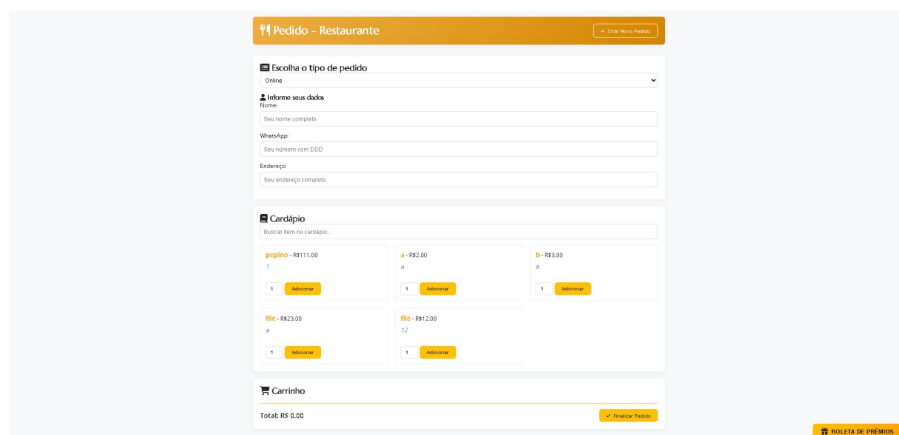 Pedido - Restaurante
+ Criar Novo Pedido
Escolha o tipo de pedido
Online
Informe seus dados
Nome:
Seu nome completo
WhatsApp:
Seu número com DDD
Endereço:
Seu endereço completo
Cardápio
Buscar item no cardápio...
pepino - R$111.00
1
1 Adicionar
a - R$2.00
a
1 Adicionar
b - R$3.00
b
1 Adicionar
filé - R$23.00
a
1 Adicionar
filé - R$12.00
12
1 Adicionar
Carrinho
Total: R$ 0.00
Finalizar Pedido
ROLETA DE PRÊMIOS